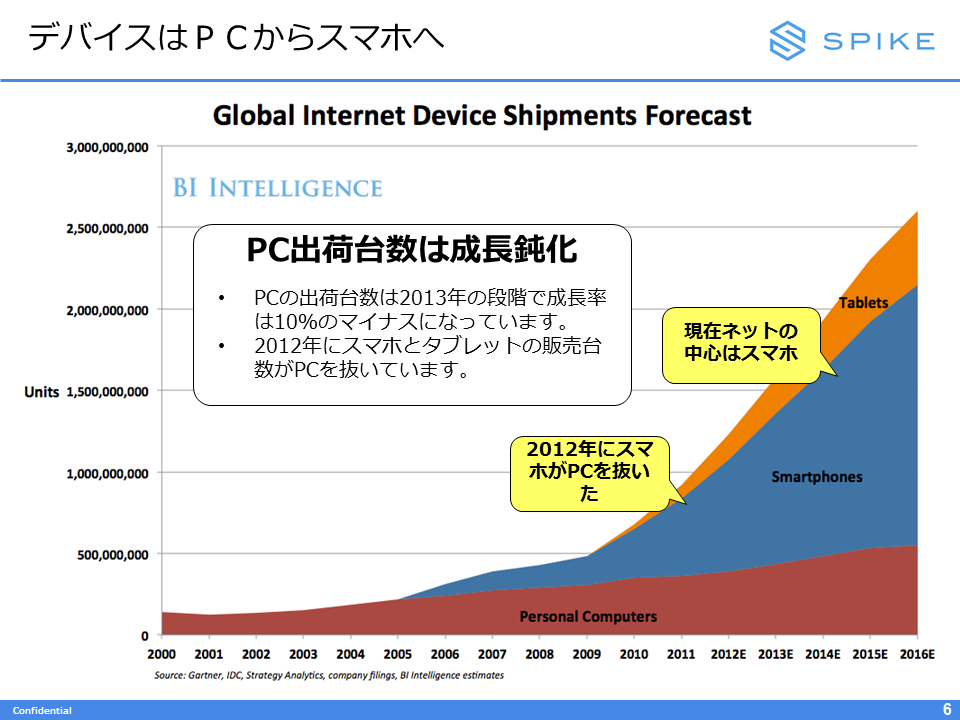 デバイスはＰＣからスマホへ
SPIKE
Global Internet Device Shipments Forecast
3,000,000,000
BI INTELLIGENCE
2,500,000,000
PC出荷台数は成長鈍化
• PCの出荷台数は2013年の段階で成長率
は10%のマイナスになっています。
• 2012年にスマホとタブレットの販売台
数がPCを抜いています。
2,000,000,000
Tablets
現在ネットの
中心はスマホ
Units
1,500,000,000
2012年にスマ
ホがPCを抜い
た
1,000,000,000
Smartphones
500,000,000
Personal Computers
0
2000 2001 2002 2003 2004 2005 2006 2007 2008 2009 2010 2011 2012E 2013E 2014E 2015E 2016E
Source: Gartner, IDC, Strategy Analytics, company filings, BI Intelligence estimates
Confidential
6